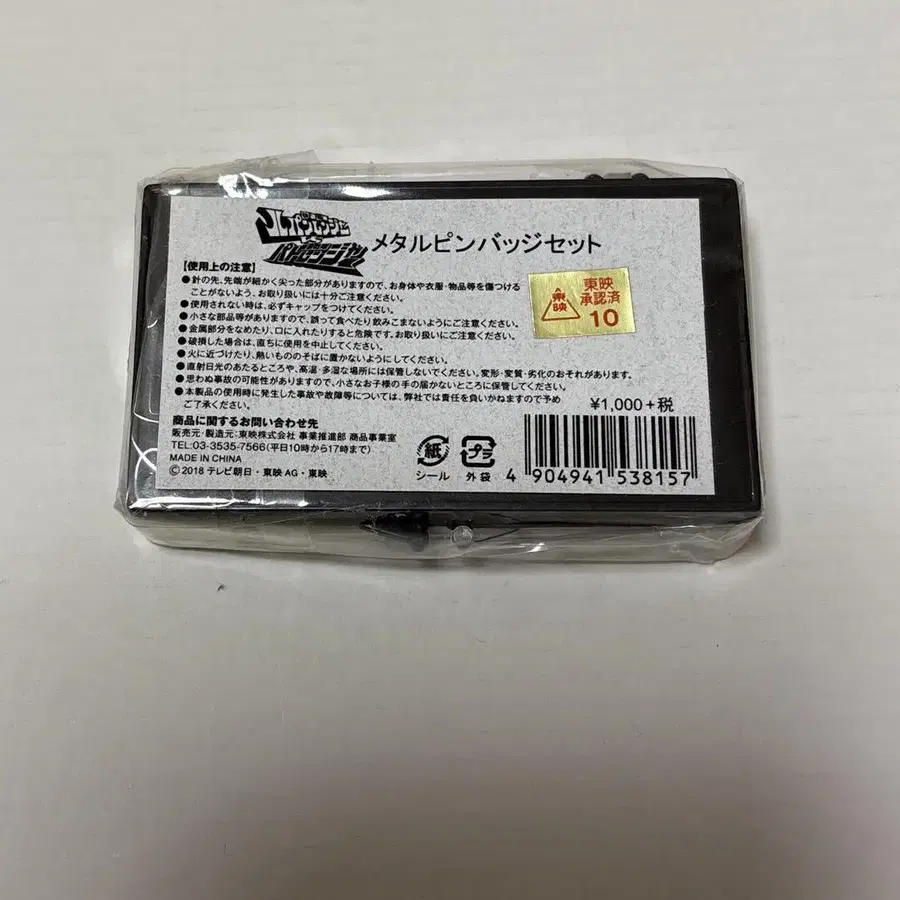 ルパンレンジャー
パトレンジャー
メタルピンバッジセット
【使用上の注意】
●針の先、先端が細かく尖った部分がありますので、お身体や衣服・物品等を傷つける
ことがないよう、お取り扱いには十分ご注意ください。
●使用されない時は、必ずキャップをつけてください。
●小さな部品等がありますので、誤って食べたり飲みこまないようにご注意ください。
●金属部分をなめたり、口に入れたりすると危険です。お取り扱いにご注意ください。
●破損した場合は、直ちに使用を中止してください。
●火に近づけたり、熱いもののそばに置かないようにしてください。
●直射日光のあたるところや、高温・多湿な場所には保管しないでください。変形・変質・劣化のおそれがあります。
●思わぬ事故の可能性がありますので、小さなお子様の手の届かないところに保管してください。
●本製品の使用時に発生した事故や故障等については、弊社では責任を負いかねますので予め
ご了承ください。
東映
承認済
10
東
映
¥1,000+税
商品に関するお問い合わせ先
販売元・製造元:東映株式会社 事業推進部 商品事業室
TEL:03-3535-7566(平日10時から17時まで)
MADE IN CHINA
©2018 テレビ朝日・東映AG・東映
紙
シール
プラ
外袋
4 904941 538157